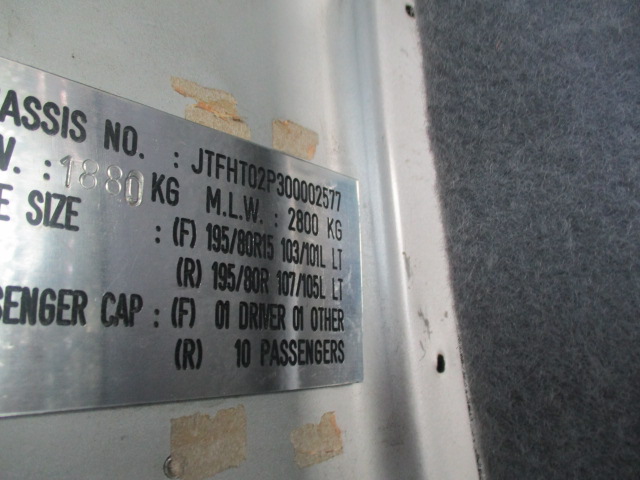 HASSIS NO. : JTFHT02P300002577
W. : 1880 KG M.L.W. : 2800 KG
E SIZE : (F) 195/80R15 103/101L LT
(R) 195/80R 107/105L LT
SENGER CAP : (F) 01 DRIVER 01 OTHER
(R) 10 PASSENGERS